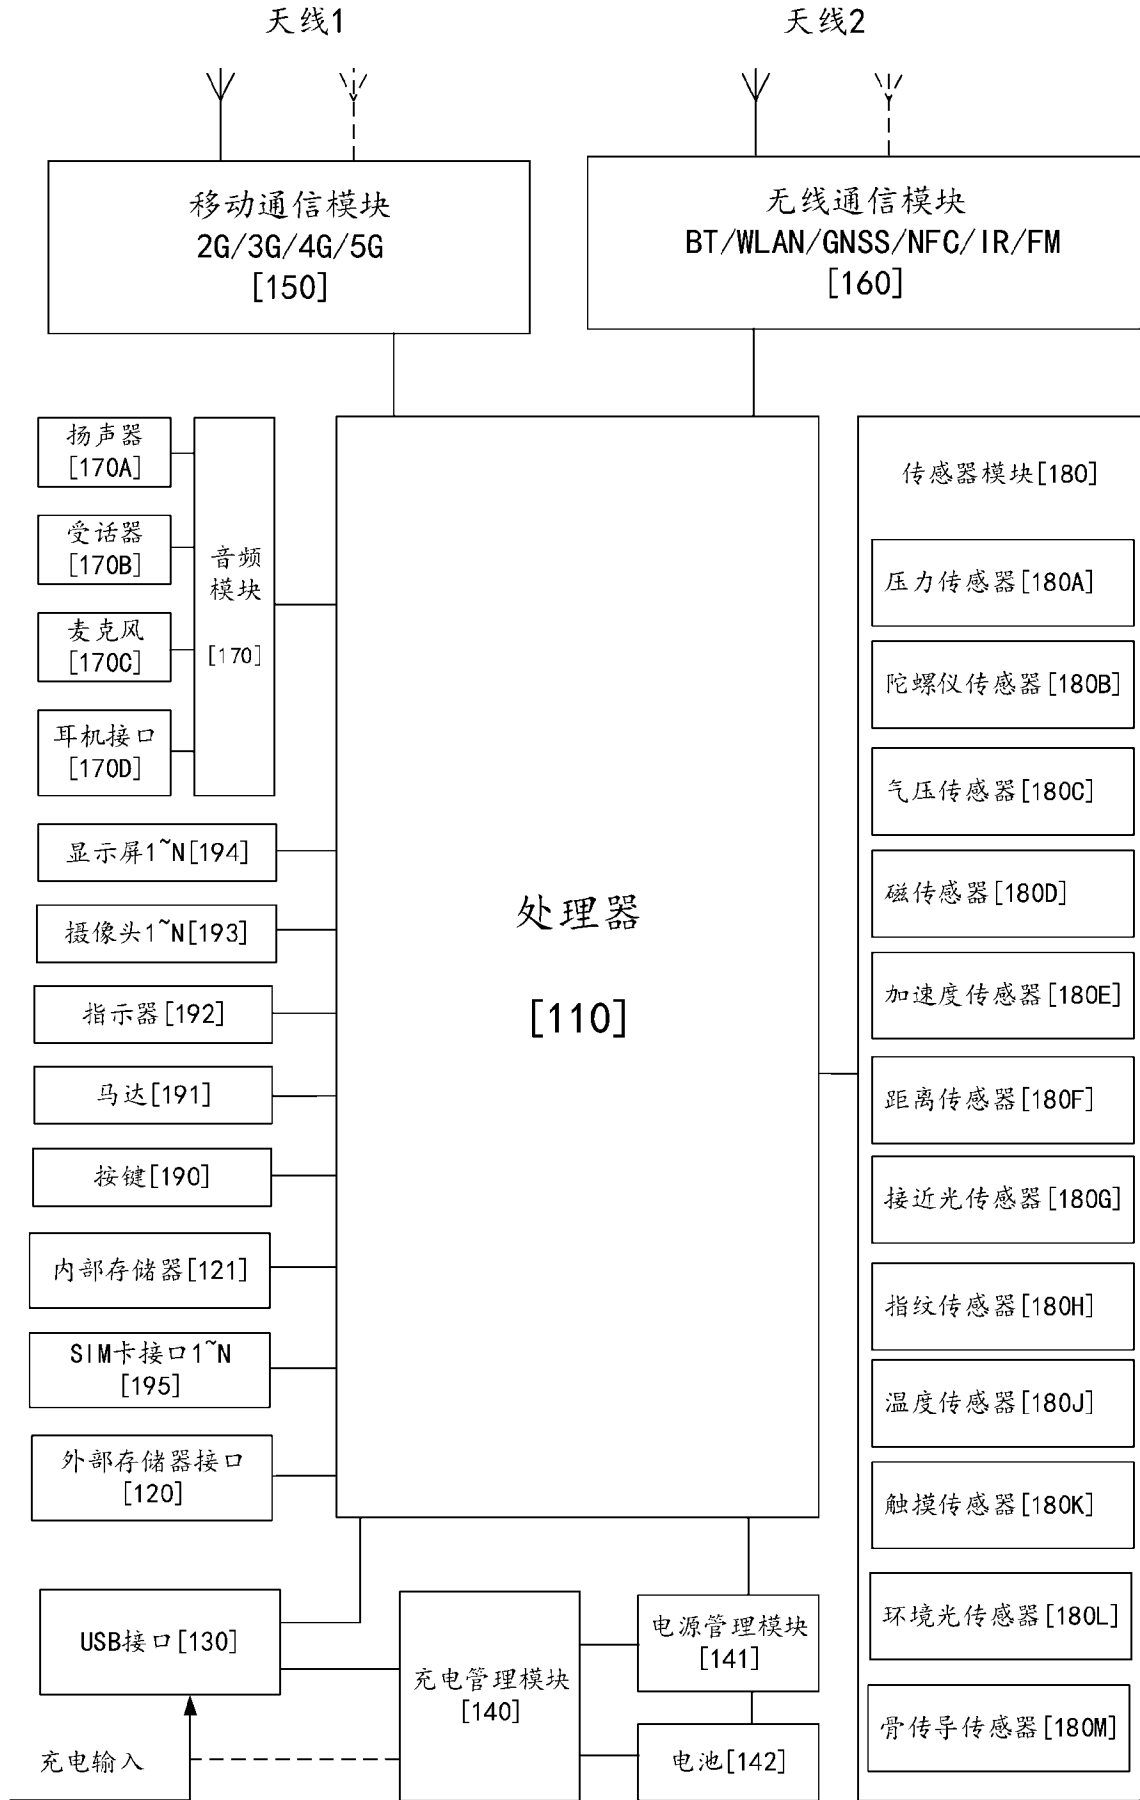 天线1
天线2
移动通信模块
2G/3G/4G/5G
[150]
无线通信模块
BT/WLAN/GNSS/NFC/IR/FM
[160]
扬声器
[170A]
受话器
[170B]
麦克风
[170C]
耳机接口
[170D]
音频
模块
[170]
显示屏1~N[194]
摄像头1~N[193]
指示器[192]
马达[191]
按键[190]
内部存储器[121]
SIM卡接口1~N
[195]
外部存储器接口
[120]
处理器
[110]
传感器模块[180]
压力传感器[180A]
陀螺仪传感器[180B]
气压传感器[180C]
磁传感器[180D]
加速度传感器[180E]
距离传感器[180F]
接近光传感器[180G]
指纹传感器[180H]
温度传感器[180J]
触摸传感器[180K]
环境光传感器[180L]
骨传导传感器[180M]
USB接口[130]
充电输入
充电管理模块
[140]
电源管理模块
[141]
电池[142]